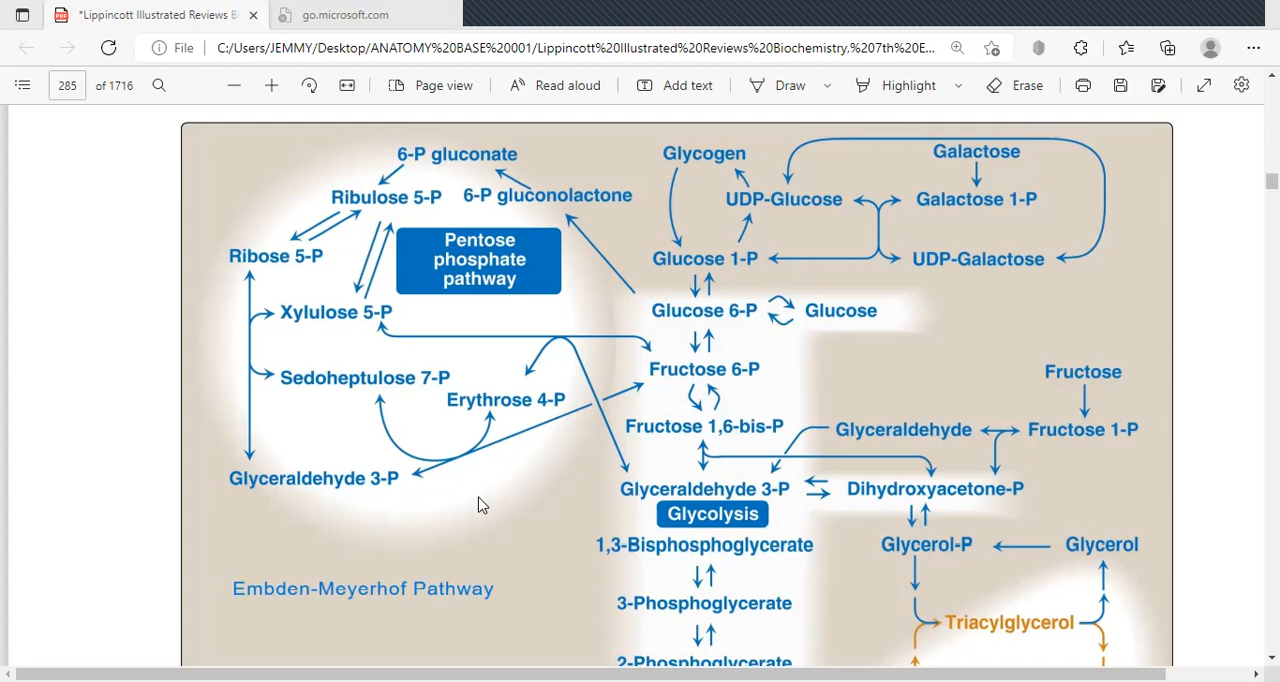 *Lippincott Illustrated Reviews B
go.microsoft.com
File
C:/Users/JEMMY/Desktop/ANATOMY%20BASE%20001/Lippincott%20Illustrated%20Reviews%20Biochemistry,%207th%20E...
285 of 1716
Page view
Read aloud
Add text
Draw
Highlight
Erase
6-P gluconate
Glycogen
Galactose
Ribulose 5-P
6-P gluconolactone
UDP-Glucose
Galactose 1-P
Pentose
phosphate
pathway
Ribose 5-P
Glucose 1-P
UDP-Galactose
Xylulose 5-P
Glucose 6-P
Glucose
Fructose 6-P
Fructose
Sedoheptulose 7-P
Erythrose 4-P
Fructose 1,6-bis-P
Glyceraldehyde
Fructose 1-P
Glyceraldehyde 3-P
Glyceraldehyde 3-P
Dihydroxyacetone-P
Glycolysis
1,3-Bisphosphoglycerate
Glycerol-P
Glycerol
Embden-Meyerhof Pathway
3-Phosphoglycerate
Triacylglycerol
2-Phosphoglycerate